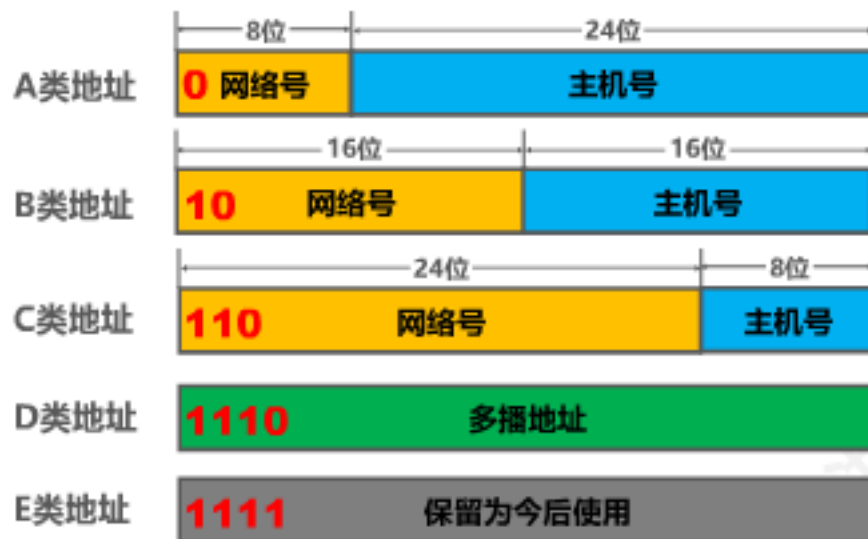 8位 24位
A类地址 0 网络号 主机号
16位 16位
B类地址 10 网络号 主机号
24位 8位
C类地址 110 网络号 主机号
D类地址 1110 多播地址
E类地址 1111 保留为今后使用